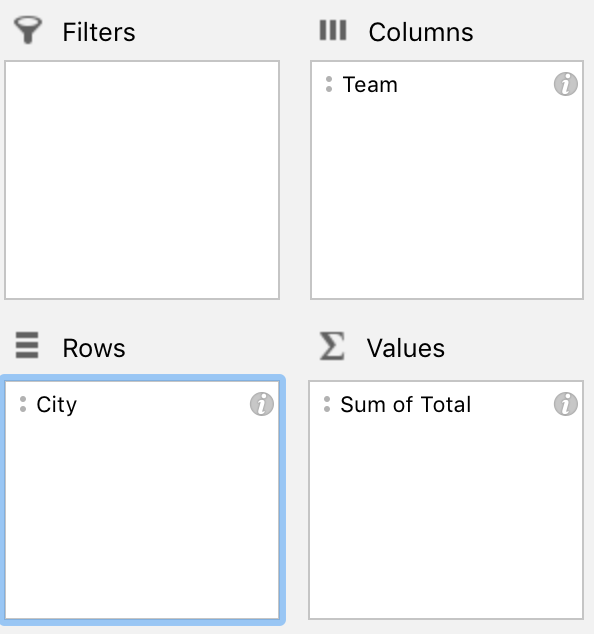 Filters
Columns
Team
Rows
Values
City
Sum of Total